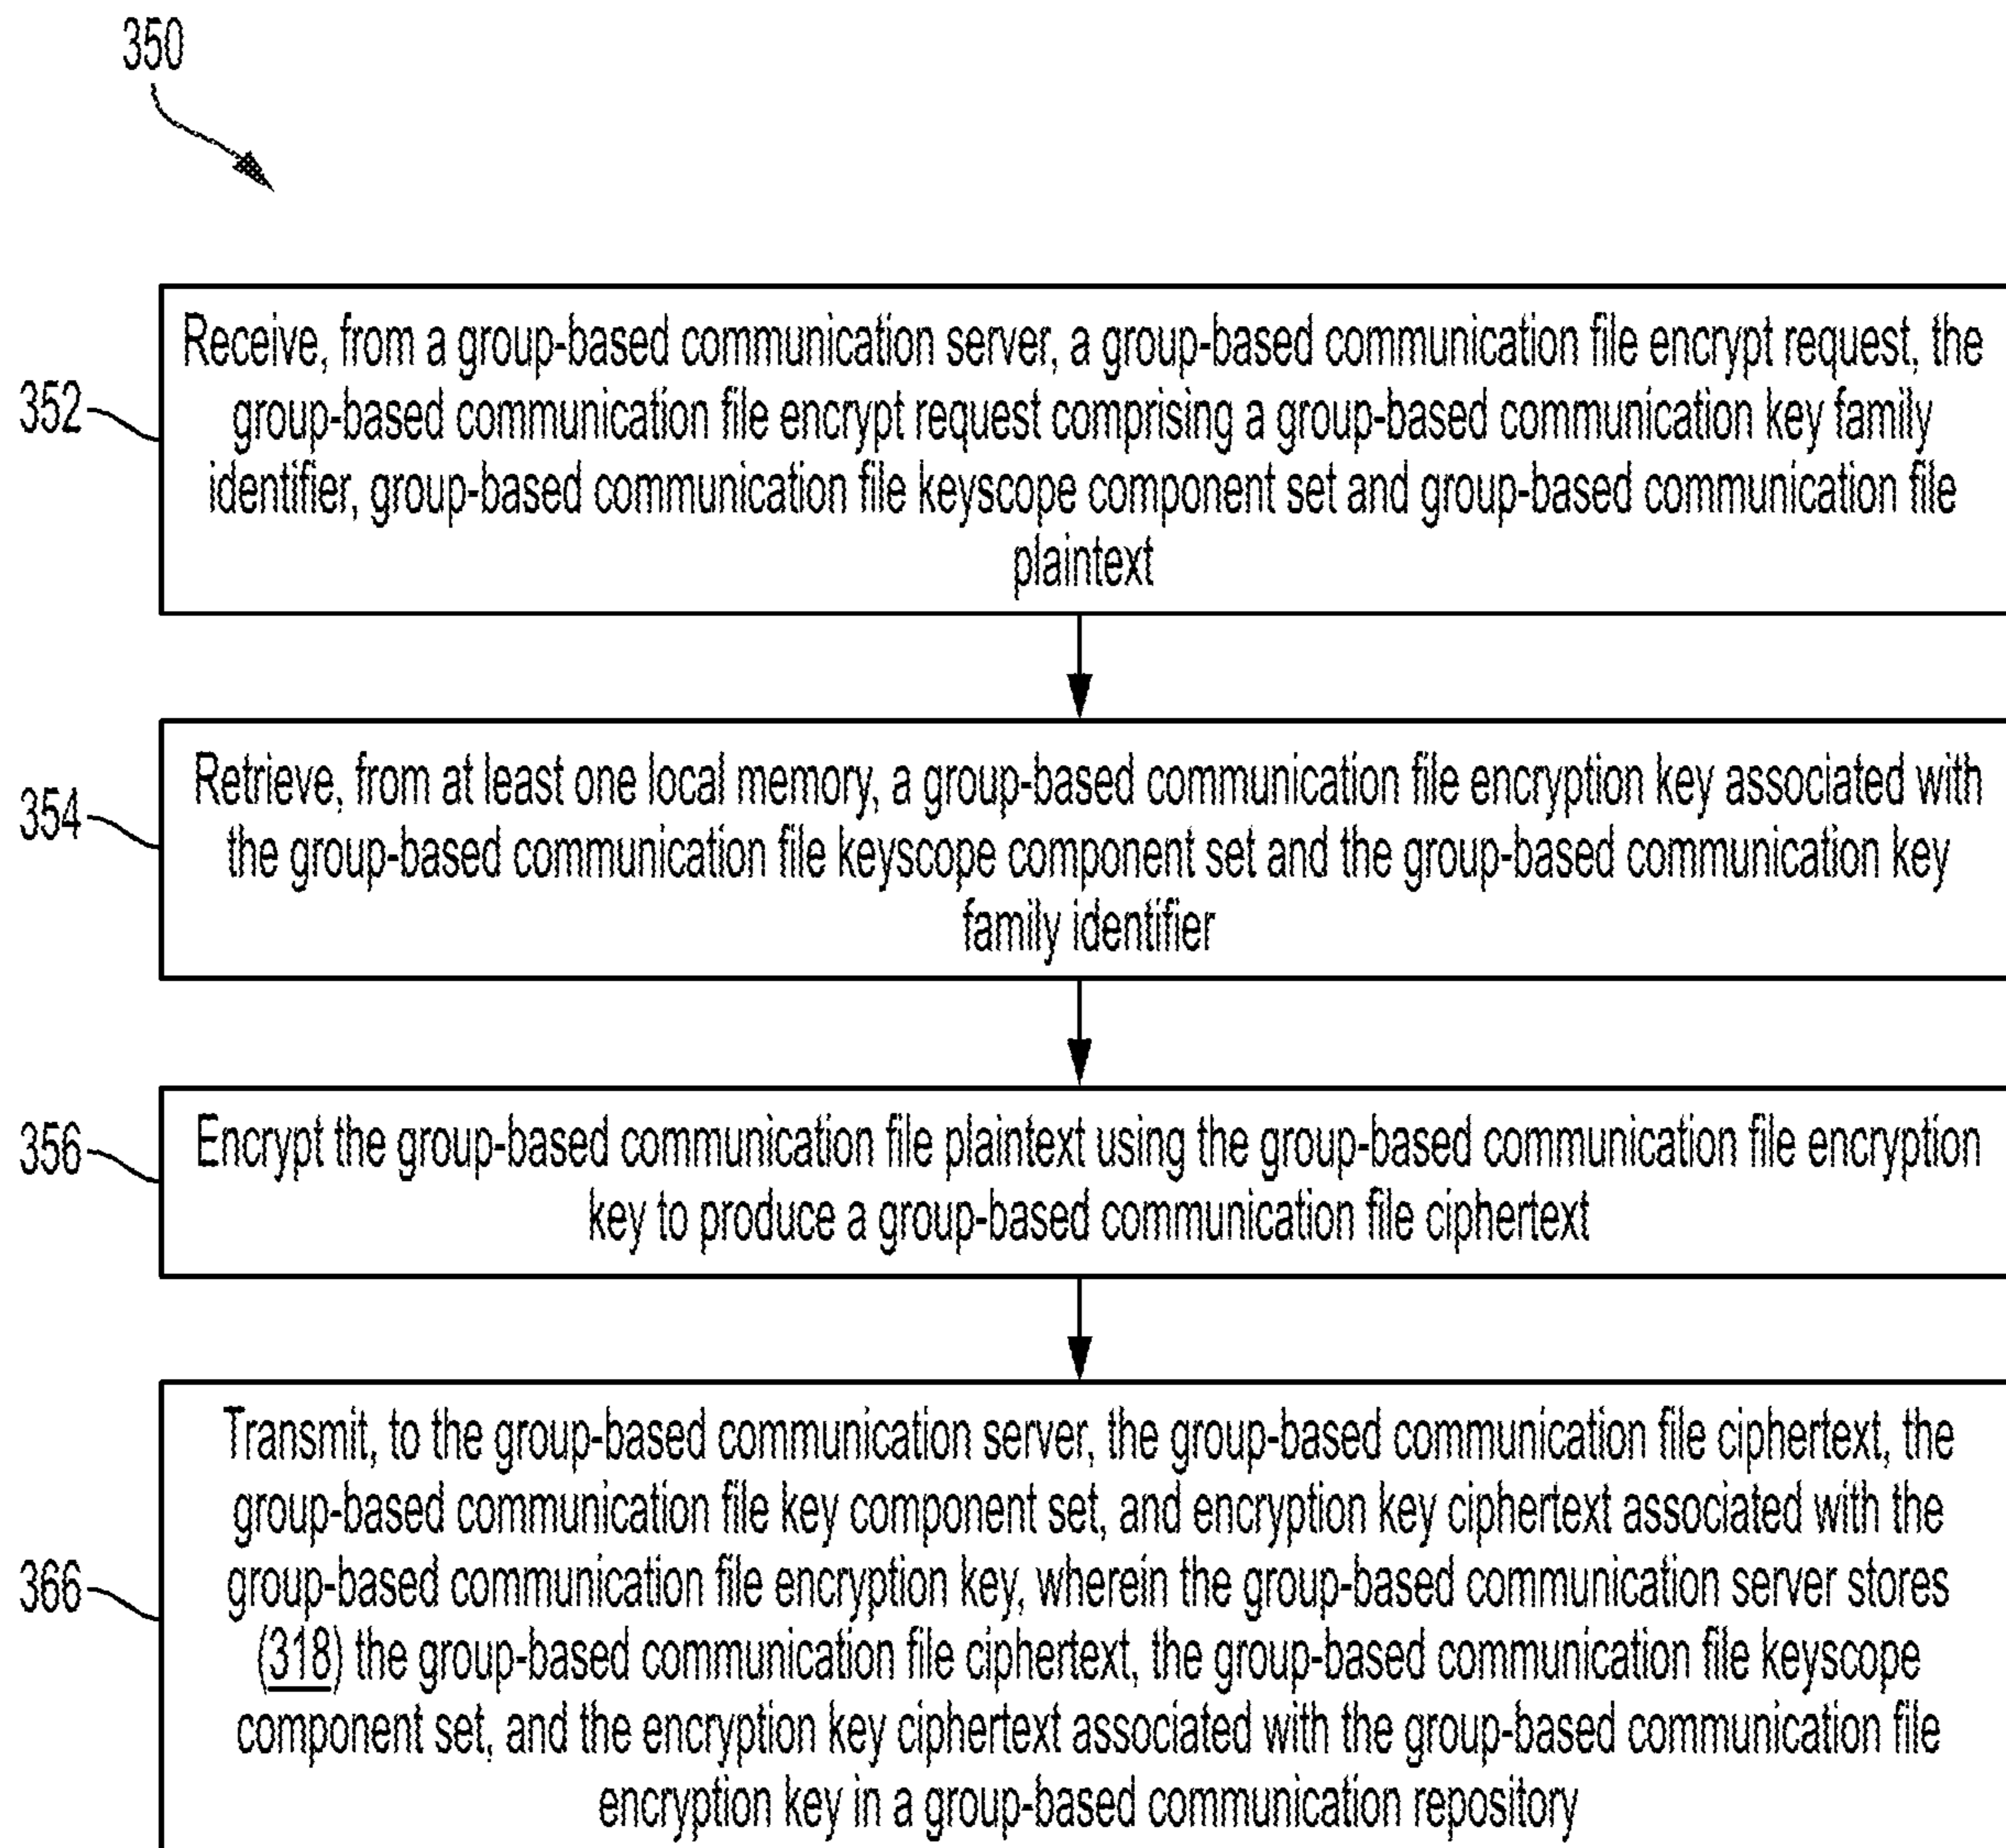 350
352
Receive, from a group-based communication server, a group-based communication file encrypt request, the
group-based communication file encrypt request comprising a group-based communication key family
identifier, group-based communication file keyscope component set and group-based communication file
plaintext
354
Retrieve, from at least one local memory, a group-based communication file encryption key associated with
the group-based communication file keyscope component set and the group-based communication key
family identifier
356
Encrypt the group-based communication file plaintext using the group-based communication file encryption
key to produce a group-based communication file ciphertext
366
Transmit, to the group-based communication server, the group-based communication file ciphertext, the
group-based communication file key component set, and encryption key ciphertext associated with the
group-based communication file encryption key, wherein the group-based communication server stores
(318) the group-based communication file ciphertext, the group-based communication file keyscope
component set, and the encryption key ciphertext associated with the group-based communication file
encryption key in a group-based communication repository